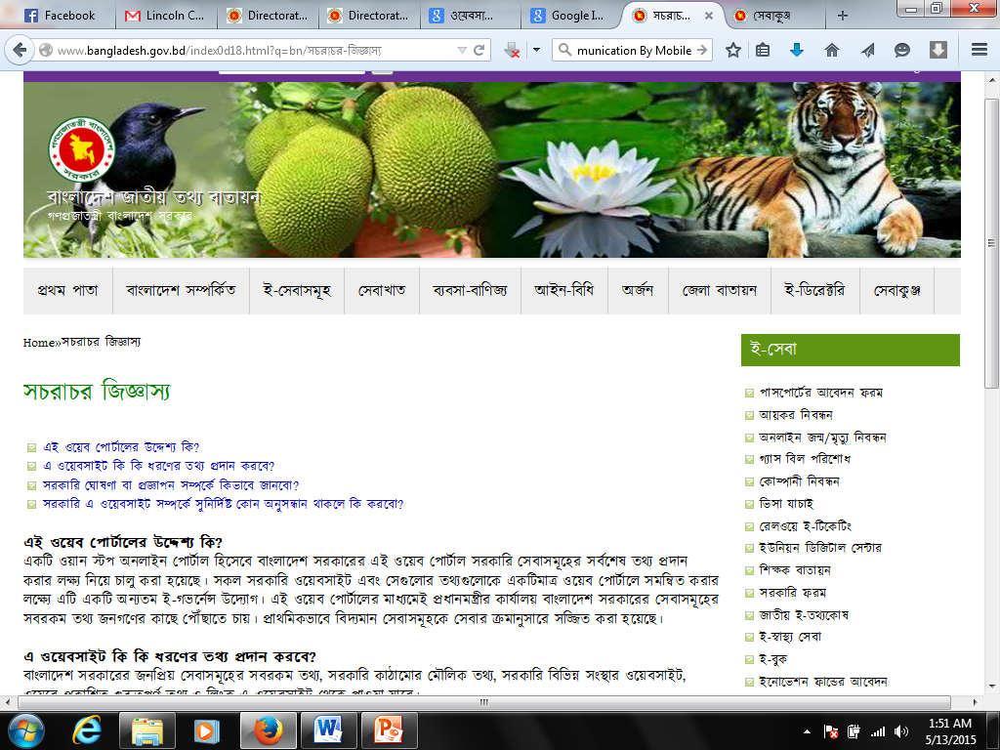 Facebook
Lincoln C...
Directorat...
Directorat...
ওয়েবসা...
Google I...
সচরাচ...
সেবাকুঞ্জ
www.bangladesh.gov.bd/index0d18.html?q=bn/সচরাচর-জিজ্ঞাস্য
munication By Mobile
গণপ্রজাতন্ত্রী বাংলাদেশ
সরকার
বাংলাদেশ জাতীয় তথ্য বাতায়ন
গণপ্রজাতন্ত্রী বাংলাদেশ সরকার
প্রথম পাতা
বাংলাদেশ সম্পর্কিত
ই-সেবাসমূহ
সেবাখাত
ব্যবসা-বাণিজ্য
আইন-বিধি
অর্জন
জেলা বাতায়ন
ই-ডিরেক্টরি
সেবাকুঞ্জ
Home»সচরাচর জিজ্ঞাস্য
সচরাচর জিজ্ঞাস্য
এই ওয়েব পোর্টালের উদ্দেশ্য কি?
এ ওয়েবসাইট কি কি ধরণের তথ্য প্রদান করবে?
সরকারি ঘোষণা বা প্রজ্ঞাপন সম্পর্কে কিভাবে জানবো?
সরকারি এ ওয়েবসাইট সম্পর্কে সুনির্দিষ্ট কোন অনুসন্ধান থাকলে কি করবো?
এই ওয়েব পোর্টালের উদ্দেশ্য কি?
একটি ওয়ান স্টপ অনলাইন পোর্টাল হিসেবে বাংলাদেশ সরকারের এই ওয়েব পোর্টাল সরকারি সেবাসমূহের সর্বশেষ তথ্য প্রদান
করার লক্ষ্য নিয়ে চালু করা হয়েছে। সকল সরকারি ওয়েবসাইট এবং সেগুলোর তথ্যগুলোকে একটিমাত্র ওয়েব পোর্টালে সমন্বিত করার
লক্ষ্যে এটি একটি অন্যতম ই-গভর্নেন্স উদ্যোগ। এই ওয়েব পোর্টালের মাধ্যমেই প্রধানমন্ত্রীর কার্যালয় বাংলাদেশ সরকারের সেবাসমূহের
সবরকম তথ্য জনগণের কাছে পৌঁছাতে চায়। প্রাথমিকভাবে বিদ্যমান সেবাসমূহকে সেবার ক্রমানুসারে সজ্জিত করা হয়েছে।
এ ওয়েবসাইট কি কি ধরণের তথ্য প্রদান করবে?
বাংলাদেশ সরকারের জনপ্রিয় সেবাসমূহের সবরকম তথ্য, সরকারি কাঠামোর মৌলিক তথ্য, সরকারি বিভিন্ন সংস্থার ওয়েবসাইট,
ই-সেবা
পাসপোর্টের আবেদন ফরম
আয়কর নিবন্ধন
অনলাইন জন্ম/মৃত্যু নিবন্ধন
গ্যাস বিল পরিশোধ
কোম্পানী নিবন্ধন
ভিসা যাচাই
রেলওয়ে ই-টিকেটিং
ইউনিয়ন ডিজিটাল সেন্টার
শিক্ষক বাতায়ন
সরকারি ফরম
জাতীয় ই-তথ্যকোষ
ই-স্বাস্থ্য সেবা
ই-বুক
ইনোভেশন ফান্ডের আবেদন
1:51 AM
5/13/2015